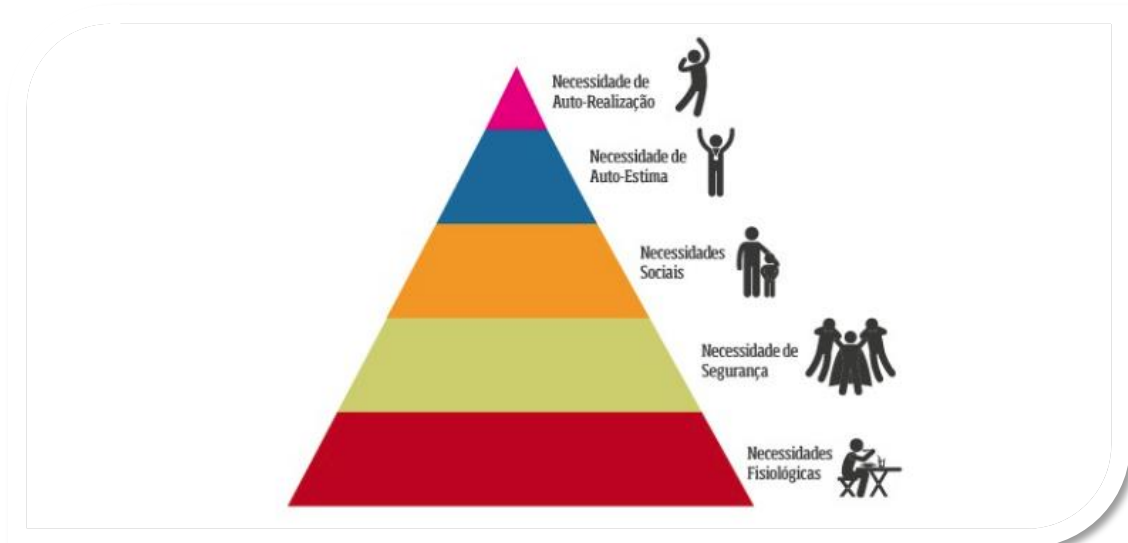 Necessidade de
Auto-Realização
Necessidade de
Auto-Estima
Necessidades
Sociais
Necessidade de
Segurança
Necessidades
Fisiológicas